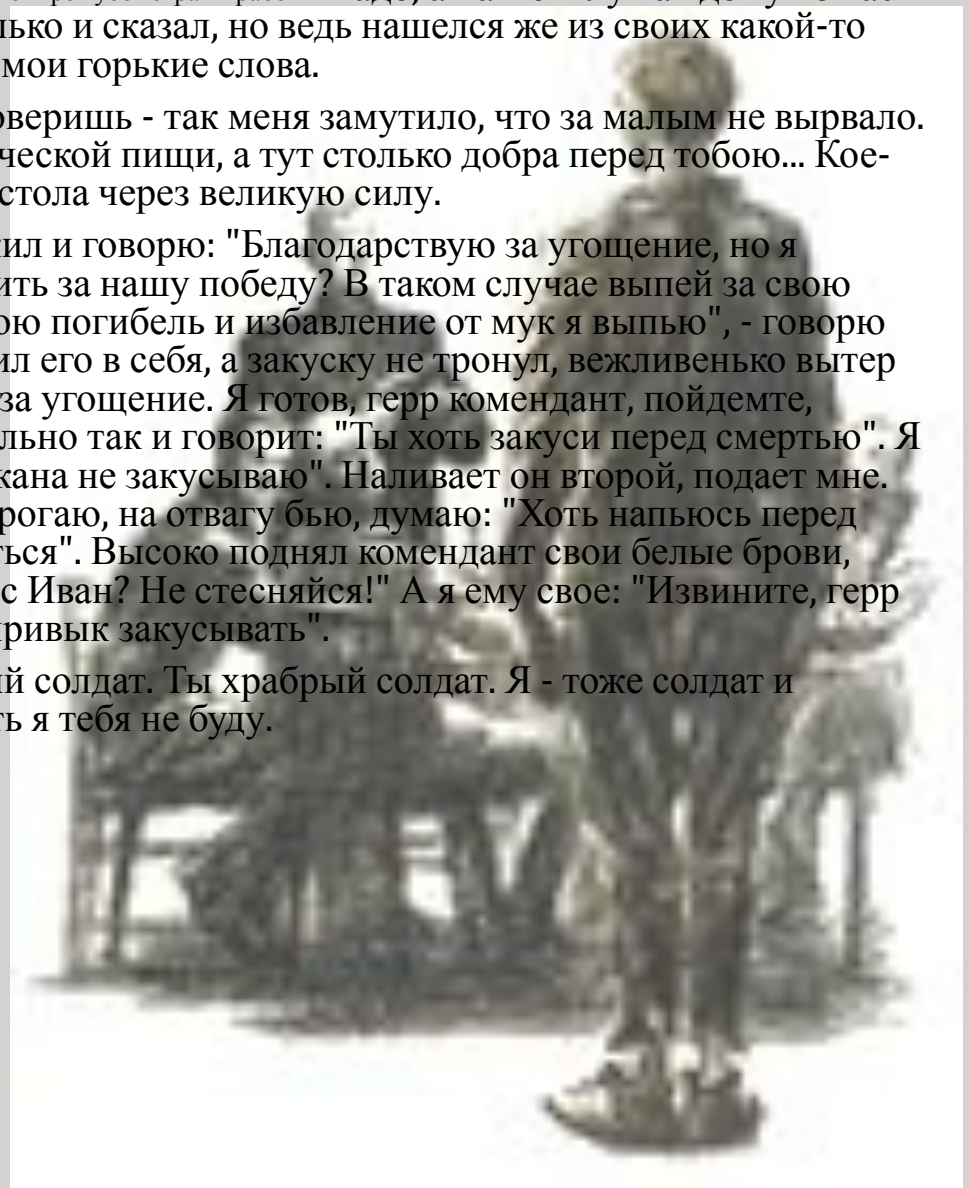 лько и сказал, но ведь нашелся же из своих какой-то
мои горькие слова.
оверишь - так меня замутило, что за малым не вырвало.
ческой пищи, а тут столько добра перед тобою... Кое-
стола через великую силу.
сил и говорю: "Благодарствую за угощение, но я
ить за нашу победу? В таком случае выпей за свою
ою погибель и избавление от мук я выпью", - говорю
ил его в себя, а закуску не тронул, вежливенько вытер
за угощение. Я готов, герр комендант, пойдемте,
льно так и говорит: "Ты хоть закуси перед смертью". Я
кана не закусываю". Наливает он второй, подает мне.
рогаю, на отвагу бью, думаю: "Хоть напьюсь перед
ться". Высоко поднял комендант свои белые брови,
с Иван? Не стесняйся!" А я ему свое: "Извините, герр
привык закусывать".
й солдат. Ты храбрый солдат. Я - тоже солдат и
ть я тебя не буду.